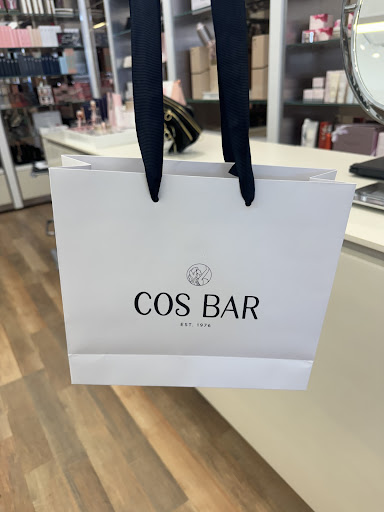 COS BAR
EST. 1976